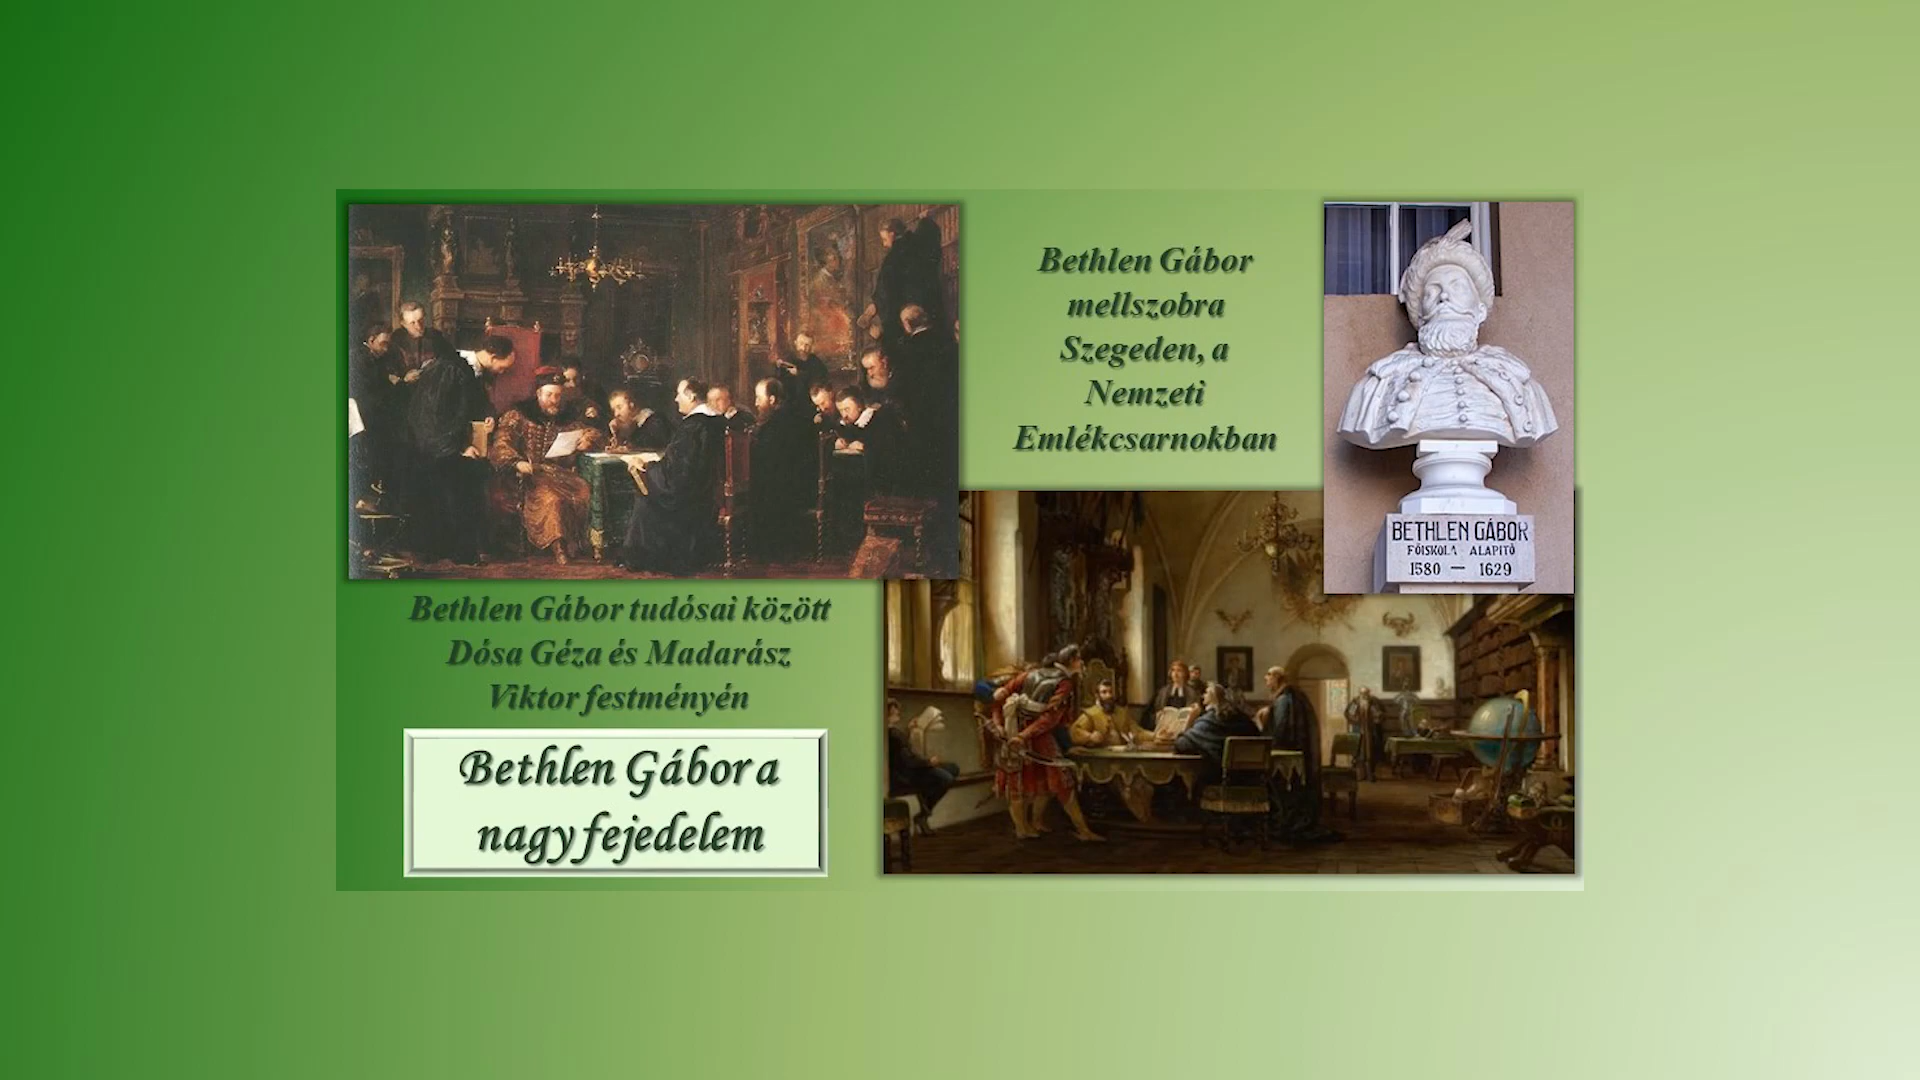 Bethlen Gábor
mellszobra
Szegeden, a
Nemzeti
Emlékcsarnokban
BETHLEN GÁBOR
FŐISKOLA ALAPITÓ
1580 — 1629
Bethlen Gábor tudósai között
Dósa Géza és Madarász
Viktor festményén
Bethlen Gábor a
nagy fejedelem